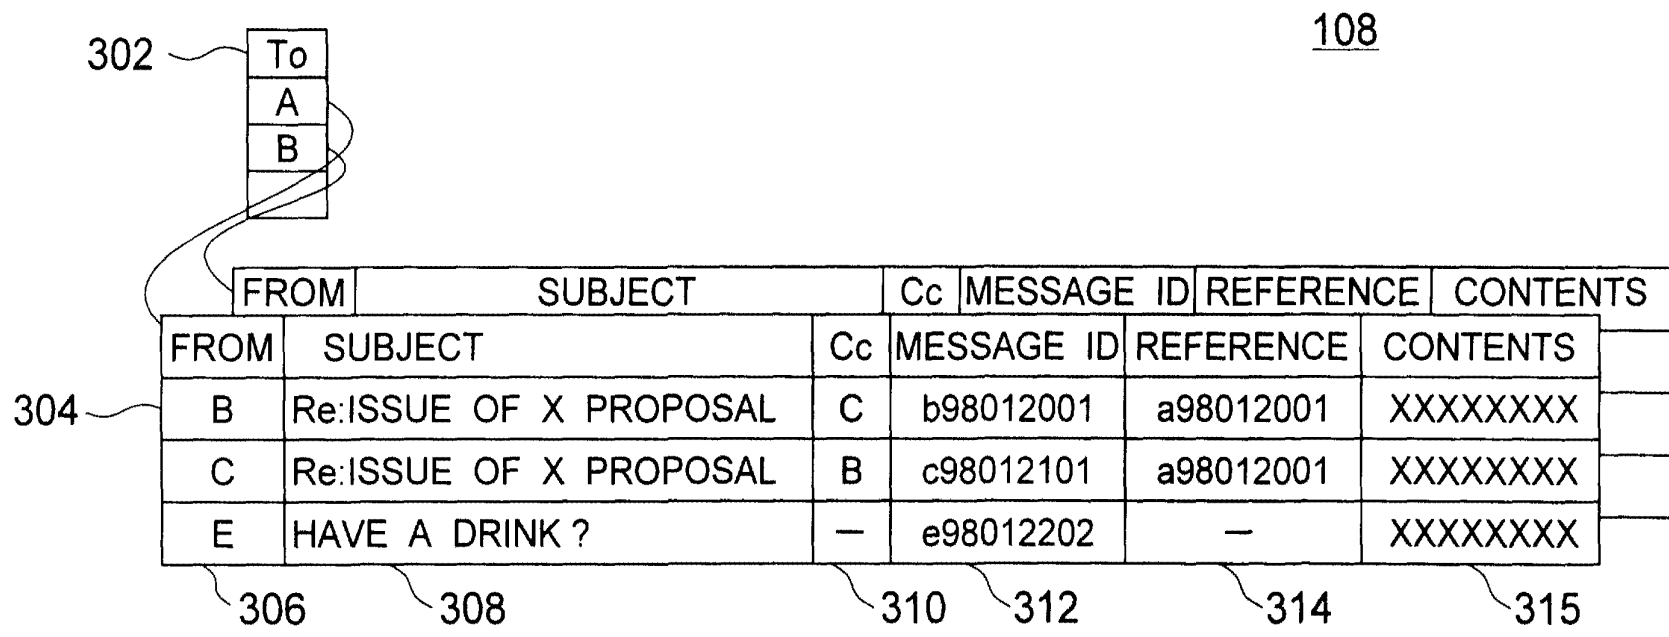 108
302 To
A
B
FROM SUBJECT Cc MESSAGE ID REFERENCE CONTENTS
FROM SUBJECT Cc MESSAGE ID REFERENCE CONTENTS
304 B Re:ISSUE OF X PROPOSAL C b98012001 a98012001 XXXXXXXX
C Re:ISSUE OF X PROPOSAL B c98012101 a98012001 XXXXXXXX
E HAVE A DRINK? — e98012202 — XXXXXXXX
306 308 310 312 314 315